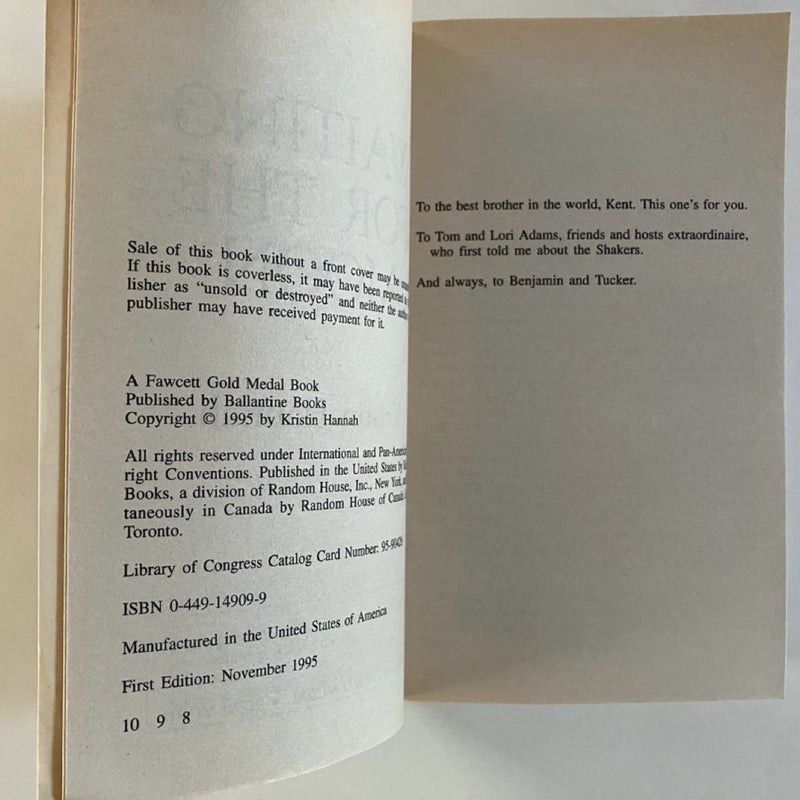 Sale of this book without a front cover may be
If this book is coverless, it may have been reported
lisher as “unsold or destroyed” and neither the
publisher may have received payment for it.
A Fawcett Gold Medal Book
Published by Ballantine Books
Copyright © 1995 by Kristin Hannah
All rights reserved under International and
right Conventions. Published in the United States by
Books, a division of Random House, Inc., New York,
taneously in Canada by Random House of Canada
Toronto.
Library of Congress Catalog Card Number:
ISBN 0-449-14909-9
Manufactured in the United States of America
First Edition: November 1995
10 9 8
To the best brother in the world, Kent. This one’s for you.
To Tom and Lori Adams, friends and hosts extraordinaire,
who first told me about the Shakers.
And always, to Benjamin and Tucker.